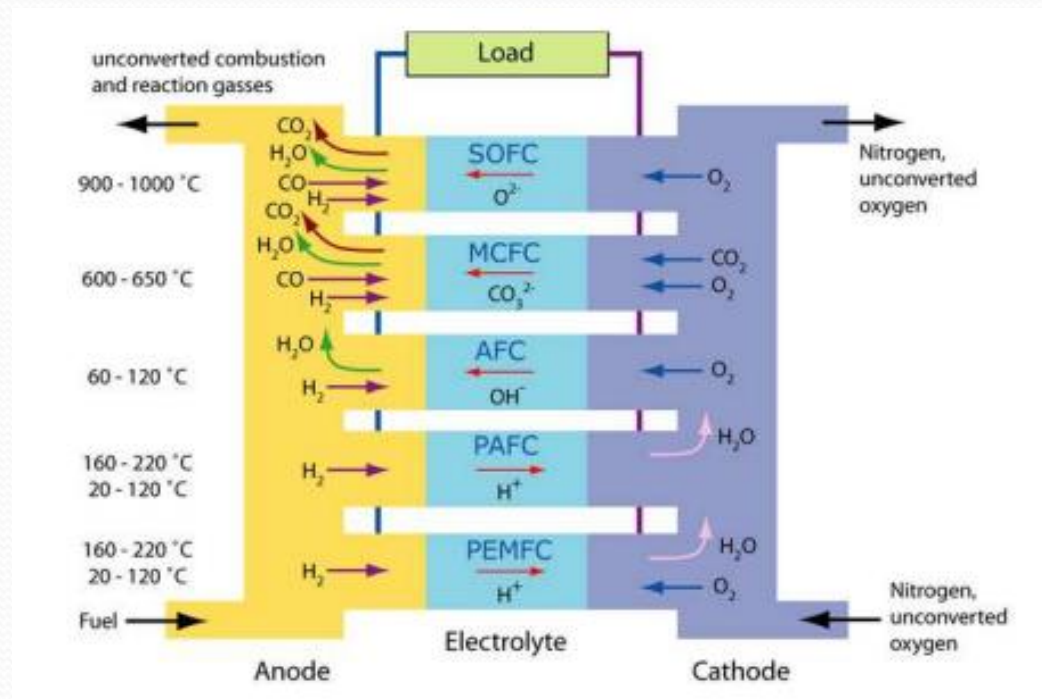 Load
unconverted combustion
and reaction gasses
CO₂
H₂O
CO
H₂
900 - 1000 ˚C
SOFC
O²⁻
O₂
Nitrogen,
unconverted
oxygen
CO₂
H₂O
CO
H₂
600 - 650 ˚C
MCFC
CO₃²⁻
CO₂
O₂
H₂O
H₂
60 - 120 ˚C
AFC
OH⁻
O₂
160 - 220 ˚C
20 - 120 ˚C
H₂
PAFC
H⁺
H₂O
160 - 220 ˚C
20 - 120 ˚C
H₂
PEMFC
H⁺
H₂O
O₂
Fuel
Nitrogen,
unconverted
oxygen
Anode
Electrolyte
Cathode